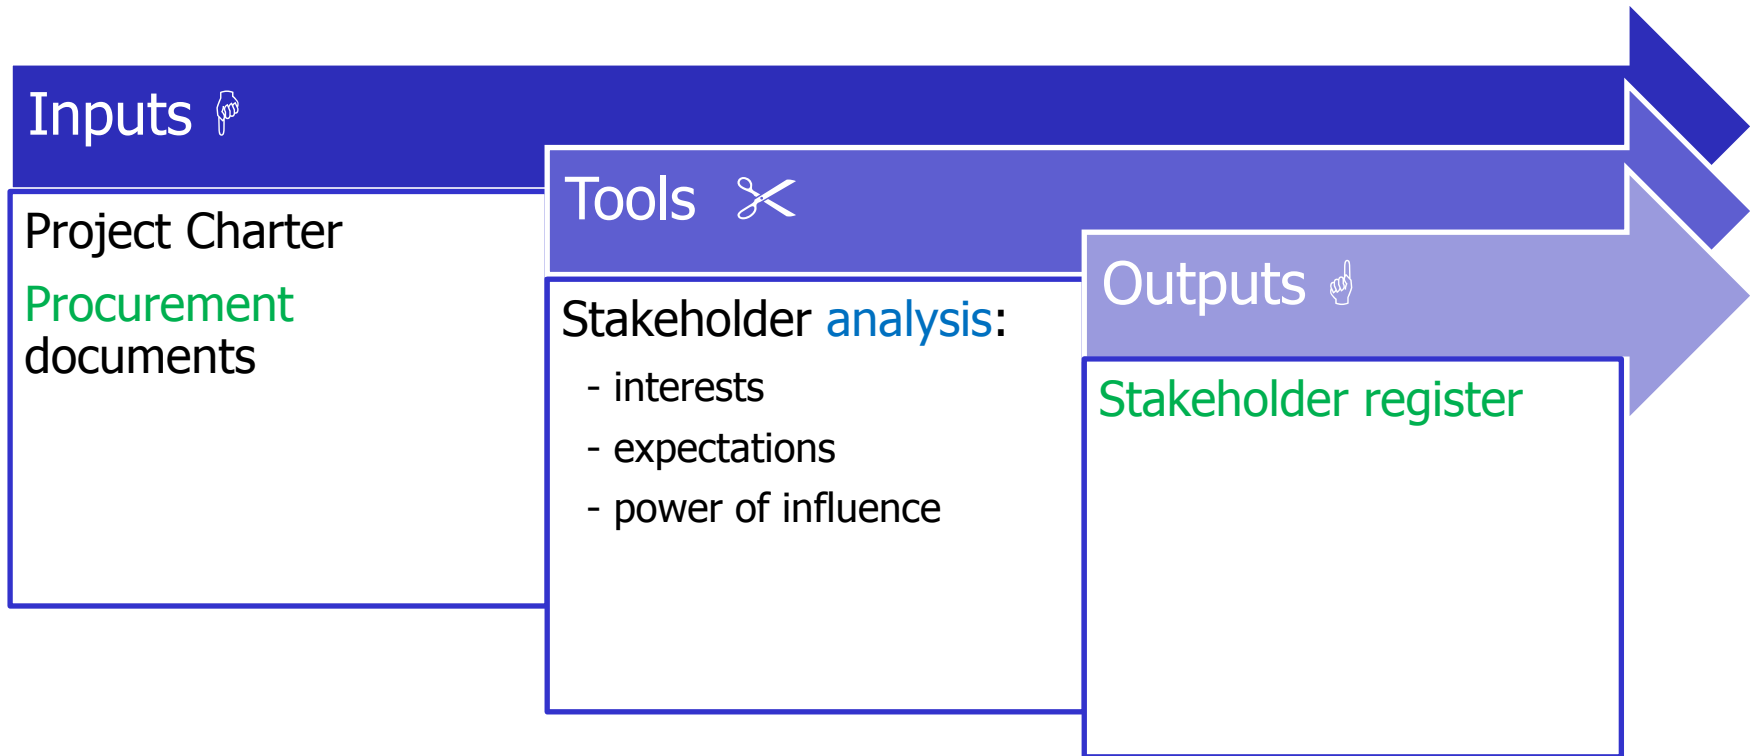 Inputs ☟
Project Charter
Procurement
documents
Tools ✂
Stakeholder analysis:
- interests
- expectations
- power of influence
Outputs ☝
Stakeholder register